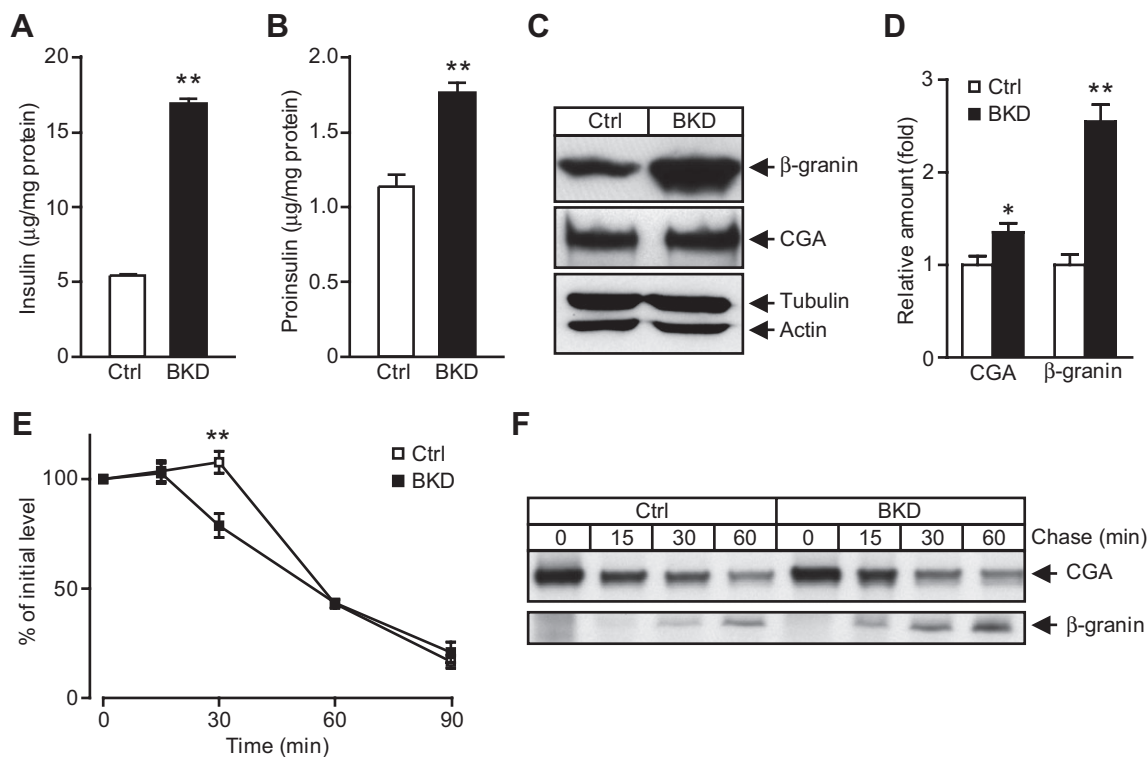 A
Insulin (µg/mg protein)
20
15
10
5
0
**
Ctrl
BKD
B
Proinsulin (µg/mg protein)
2.0
1.5
1.0
0.5
0
**
Ctrl
BKD
C
Ctrl BKD
β-granin
CGA
Tubulin
Actin
D
Relative amount (fold)
3
2
1
0
Ctrl
BKD
*
**
CGA
β-granin
E
% of initial level
100
50
0
**
Ctrl
BKD
0 30 60 90
Time (min)
F
Ctrl BKD
0 15 30 60 0 15 30 60 Chase (min)
CGA
β-granin